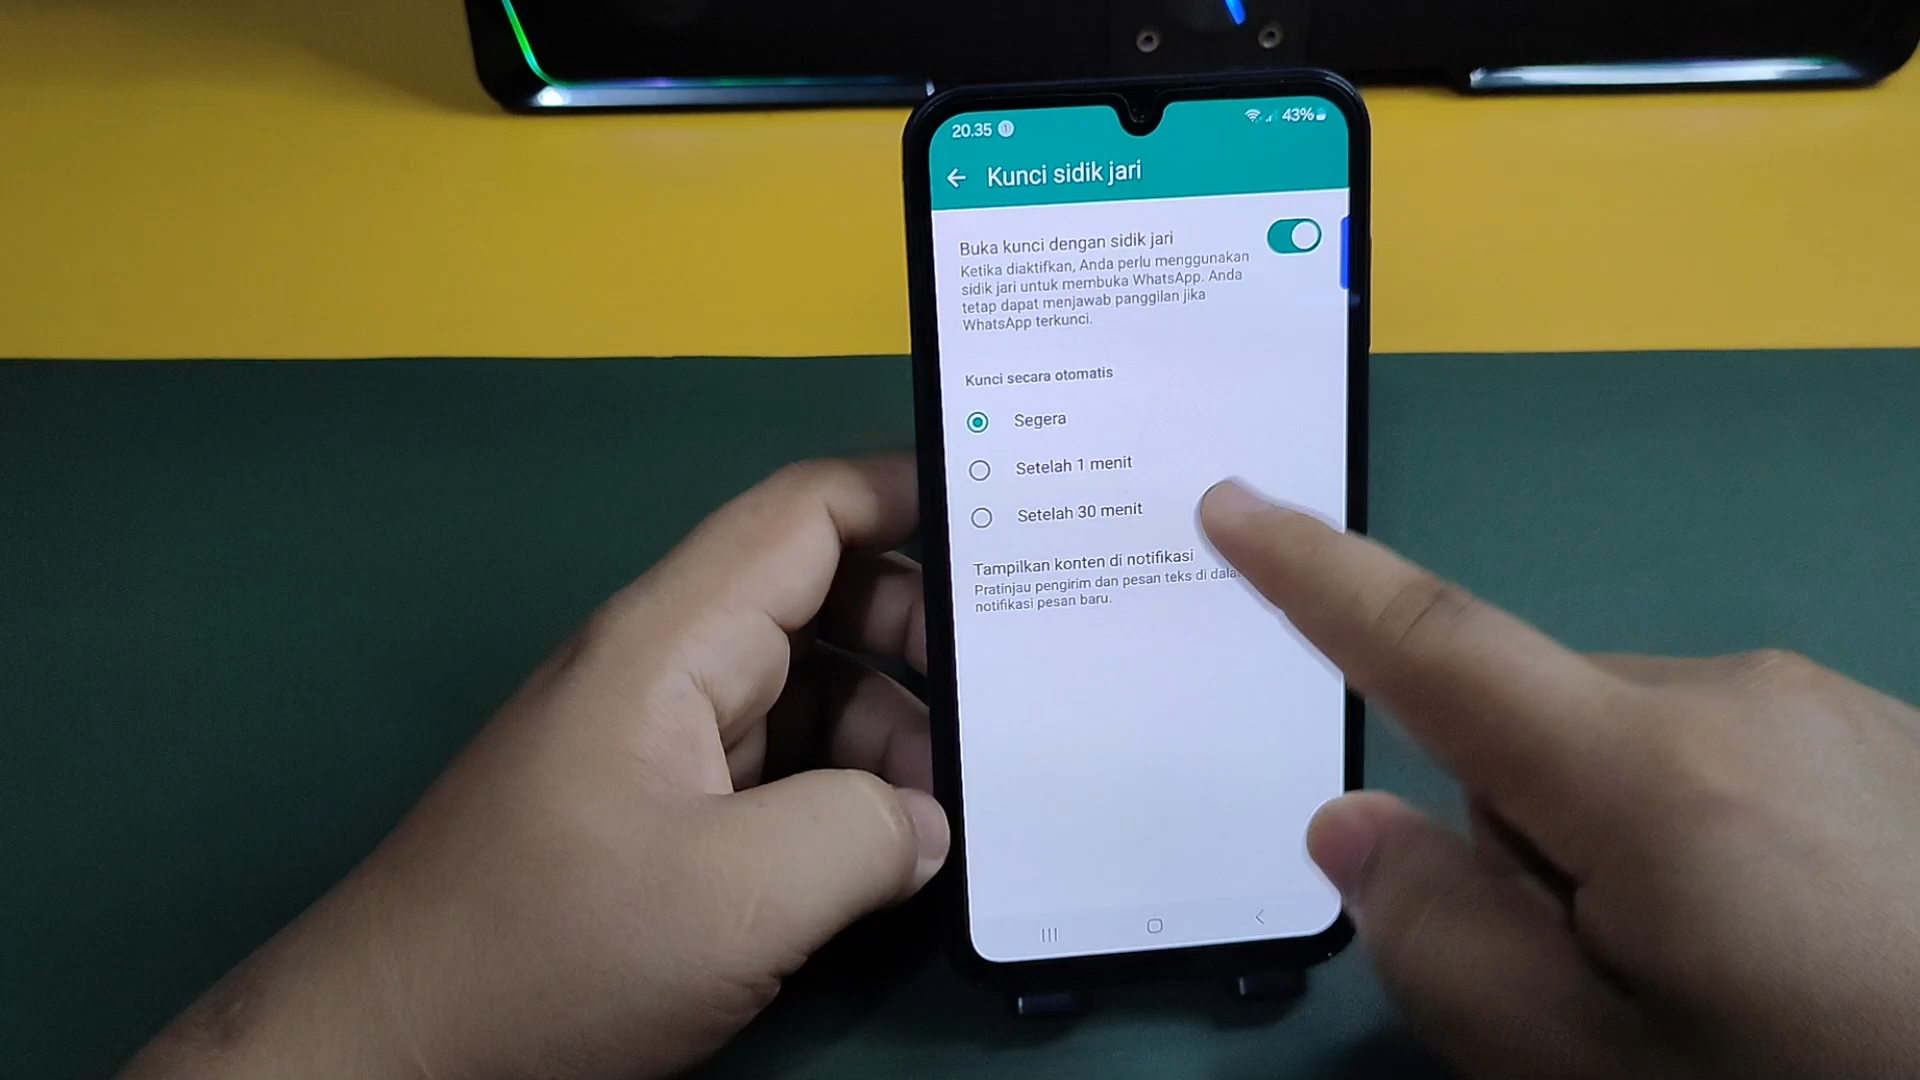 20.35
43%
Kunci sidik jari
Buka kunci dengan sidik jari
Ketika diaktifkan, Anda perlu menggunakan
sidik jari untuk membuka WhatsApp. Anda
tetap dapat menjawab panggilan jika
WhatsApp terkunci.
Kunci secara otomatis
Segera
Setelah 1 menit
Setelah 30 menit
Tampilkan konten di notifikasi
Pratinjau pengirim dan pesan teks di
notifikasi pesan baru.